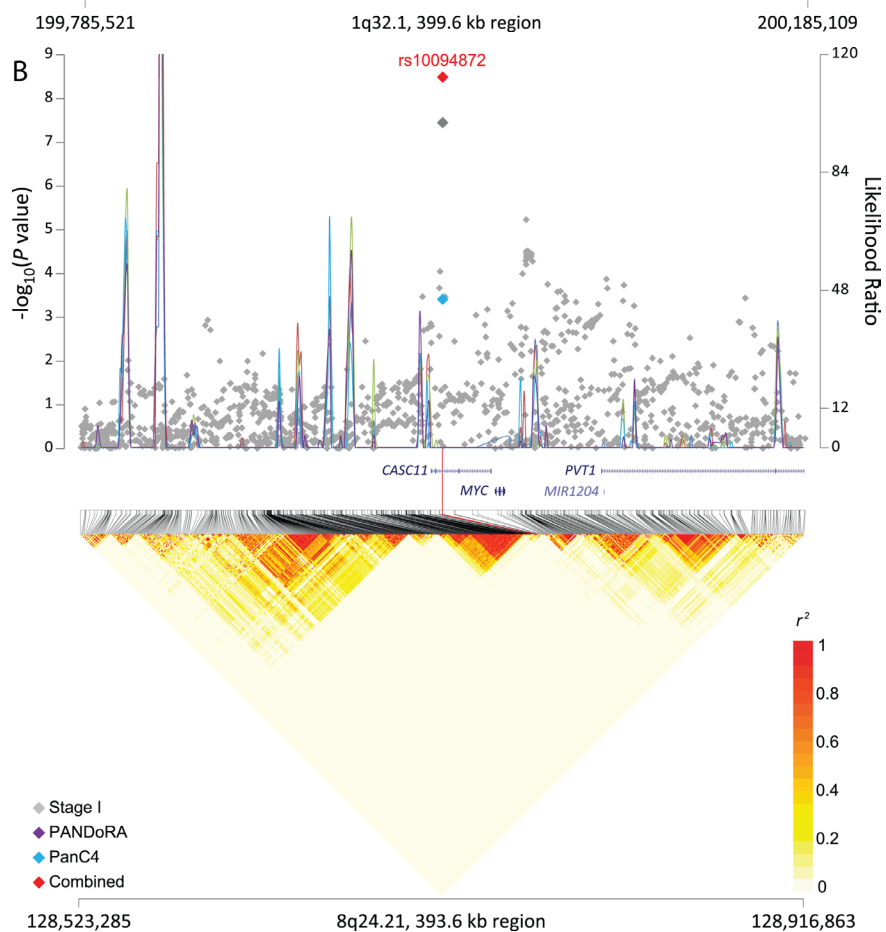 199,785,521 1q32.1, 399.6 kb region 200,185,109
B
rs10094872
9
8
7
6
5
4
3
2
1
0
-log10(P value)
120
84
48
12
0
Likelihood Ratio
CASC11
PVT1
MYC
MIR1204
r²
1
0.8
0.6
0.4
0.2
0
Stage I
PANDoRA
PanC4
Combined
128,523,285 8q24.21, 393.6 kb region 128,916,863